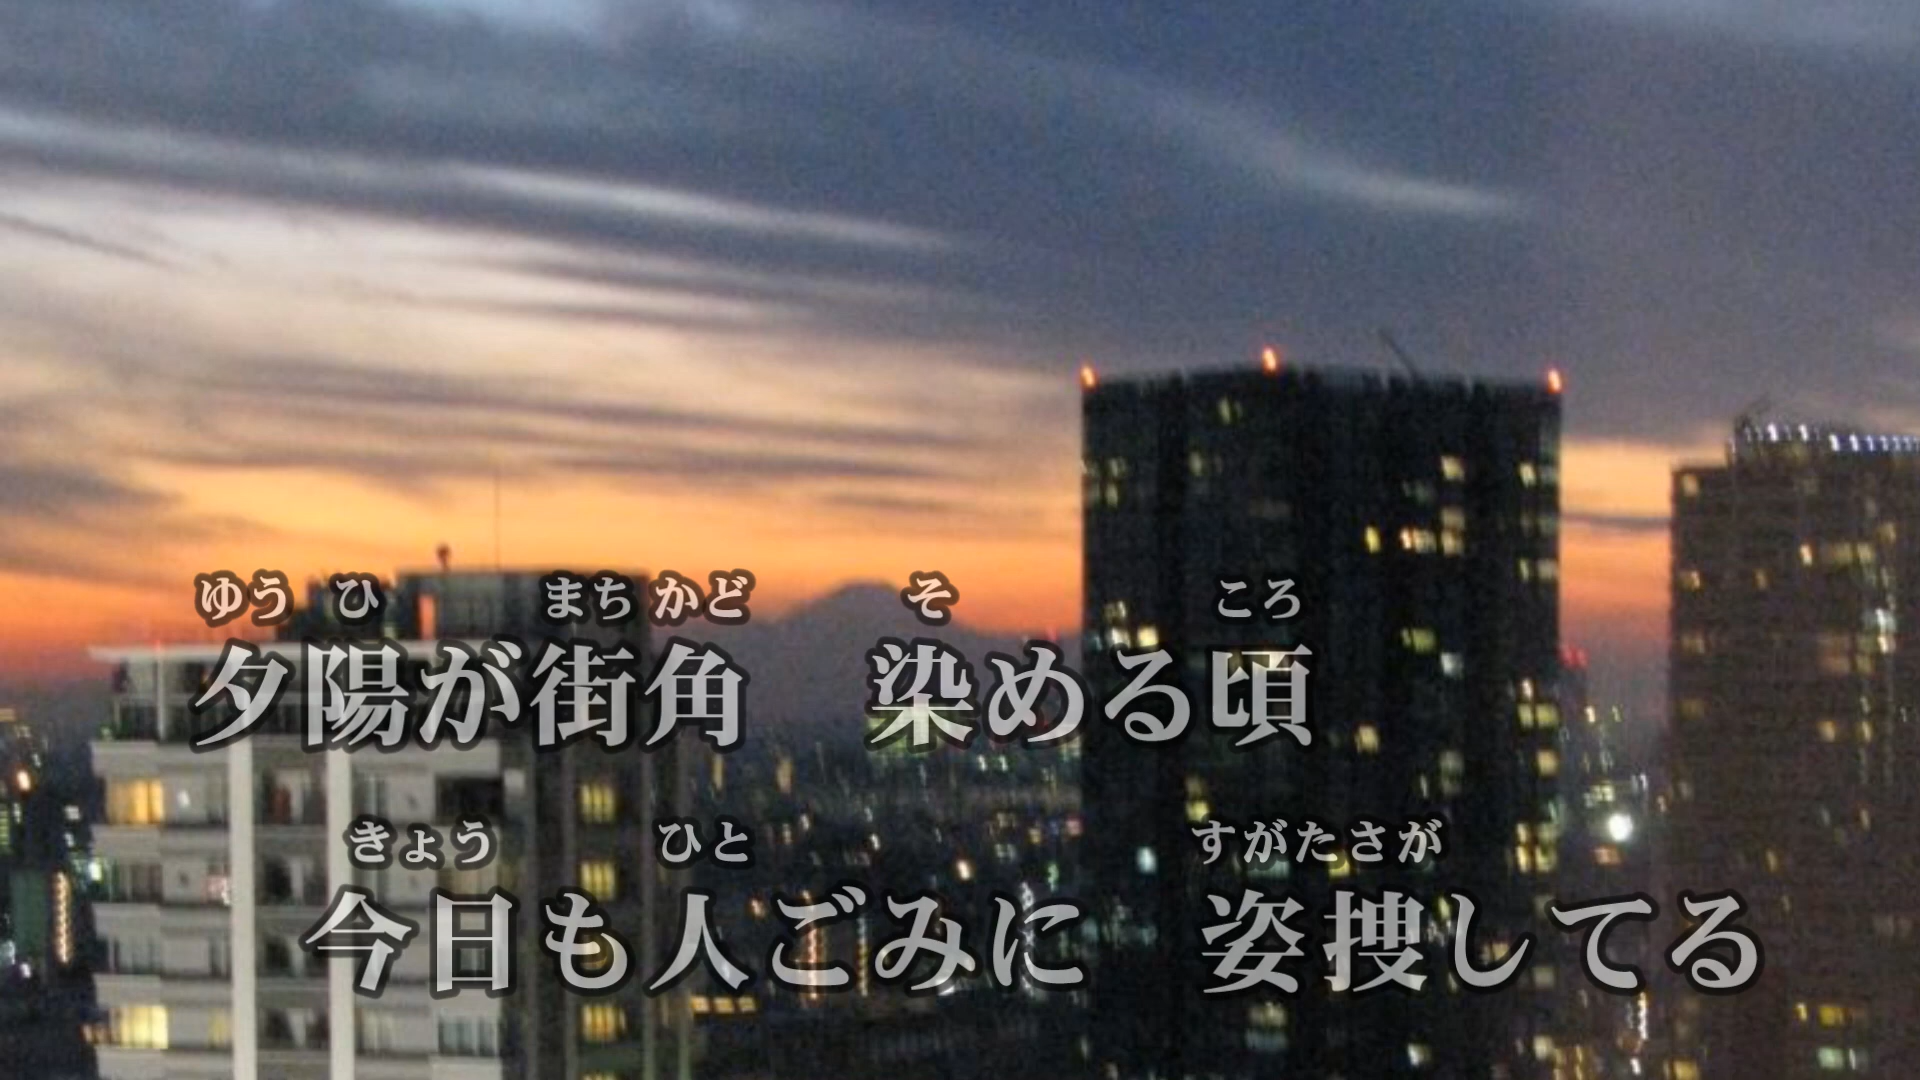 ゆう ひ まち かど そ ころ
夕陽が街角 染める頃
きょう ひと すがた さが
今日も人ごみに 姿捜してる